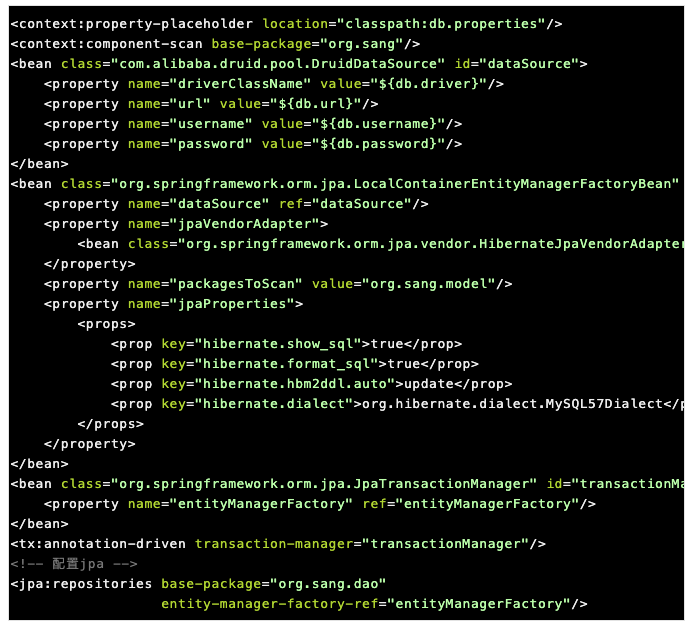 <context:property-placeholder location="classpath:db.properties"/>
<context:component-scan base-package="org.sang"/>
<bean class="com.alibaba.druid.pool.DruidDataSource" id="dataSource">
    <property name="driverClassName" value="${db.driver}"/>
    <property name="url" value="${db.url}"/>
    <property name="username" value="${db.username}"/>
    <property name="password" value="${db.password}"/>
</bean>
<bean class="org.springframework.orm.jpa.LocalContainerEntityManagerFactoryBean"
    <property name="dataSource" ref="dataSource"/>
    <property name="jpaVendorAdapter">
        <bean class="org.springframework.orm.jpa.vendor.HibernateJpaVendorAdapter
    </property>
    <property name="packagesToScan" value="org.sang.model"/>
    <property name="jpaProperties">
        <props>
            <prop key="hibernate.show_sql">true</prop>
            <prop key="hibernate.format_sql">true</prop>
            <prop key="hibernate.hbm2ddl.auto">update</prop>
            <prop key="hibernate.dialect">org.hibernate.dialect.MySQL57Dialect</p
        </props>
    </property>
</bean>
<bean class="org.springframework.orm.jpa.JpaTransactionManager" id="transactionMa
    <property name="entityManagerFactory" ref="entityManagerFactory"/>
</bean>
<tx:annotation-driven transaction-manager="transactionManager"/>
<!-- 配置jpa -->
<jpa:repositories base-package="org.sang.dao"
                  entity-manager-factory-ref="entityManagerFactory"/>